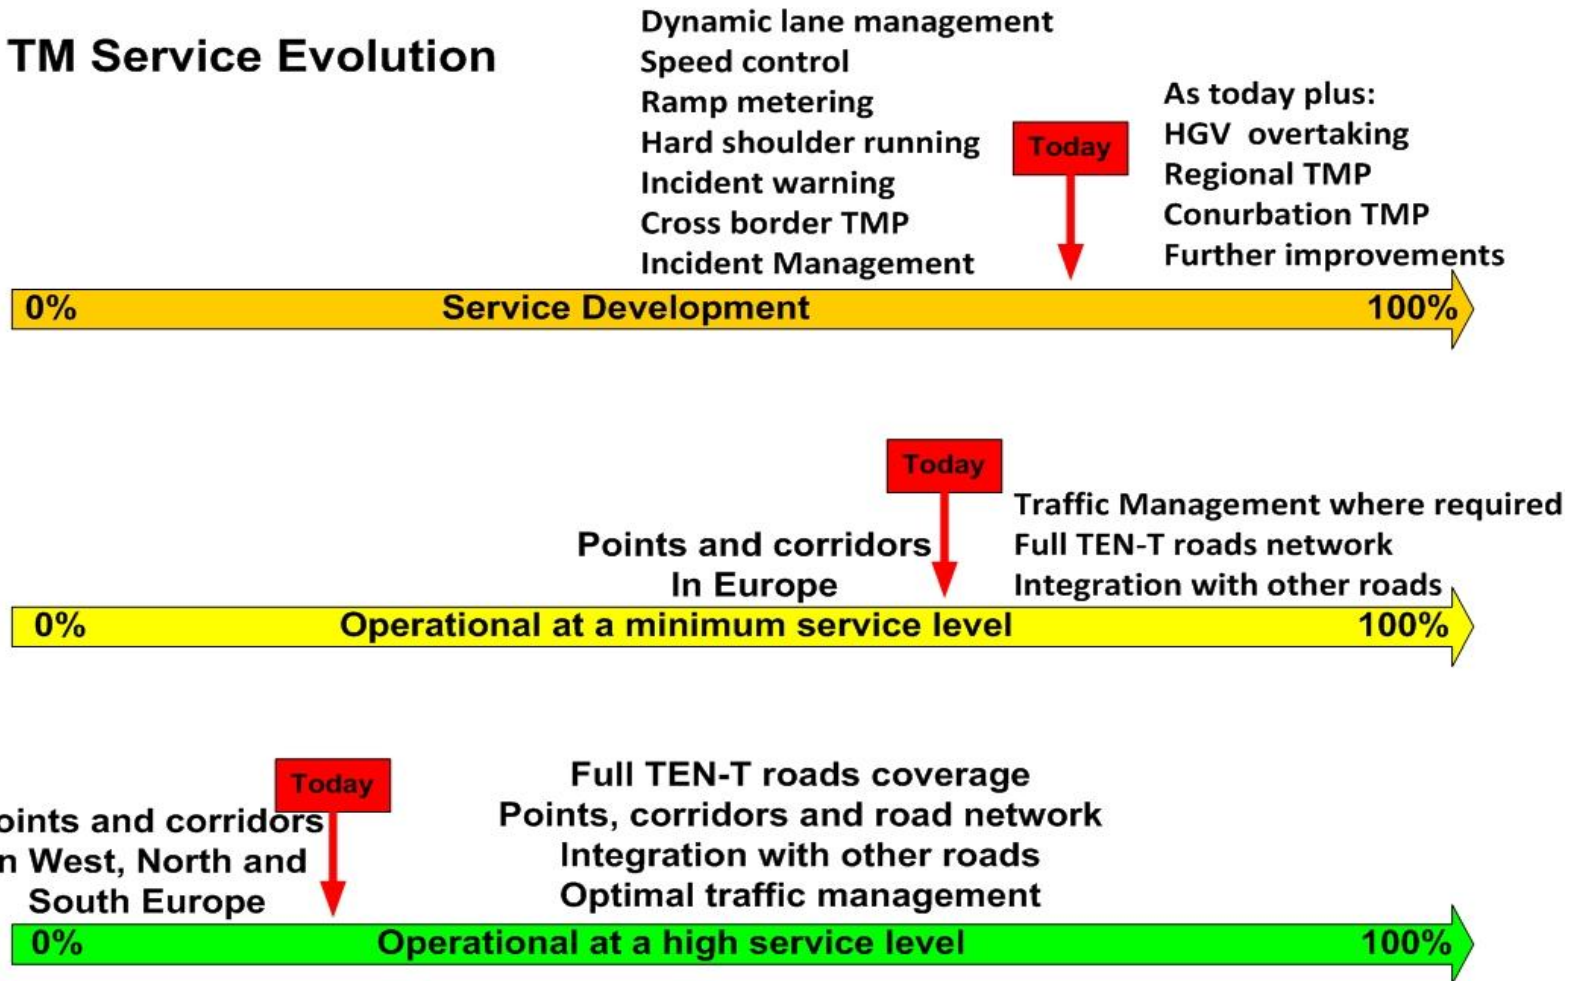 TM Service Evolution
Dynamic lane management
Speed control
Ramp metering
Hard shoulder running
Incident warning
Cross border TMP
Incident Management
Today
As today plus:
HGV overtaking
Regional TMP
Conurbation TMP
Further improvements
0% Service Development 100%
Today
Points and corridors
In Europe
Traffic Management where required
Full TEN-T roads network
Integration with other roads
0% Operational at a minimum service level 100%
Today
oints and corridors
n West, North and
South Europe
Full TEN-T roads coverage
Points, corridors and road network
Integration with other roads
Optimal traffic management
0% Operational at a high service level 100%